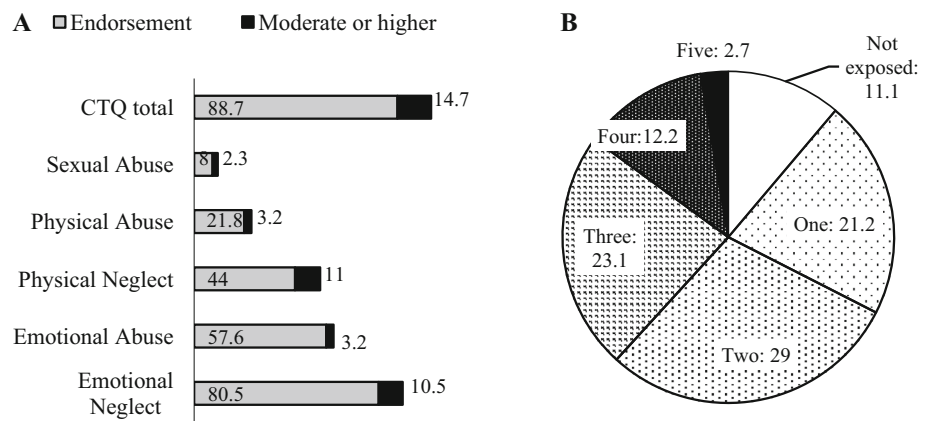 A Endorsement Moderate or higher
CTQ total 88.7 14.7
Sexual Abuse 8 2.3
Physical Abuse 21.8 3.2
Physical Neglect 44 11
Emotional Abuse 57.6 3.2
Emotional
Neglect 80.5 10.5
B
Five: 2.7
Not
exposed:
11.1
Four:12.2
One: 21.2
Three:
23.1
Two: 29